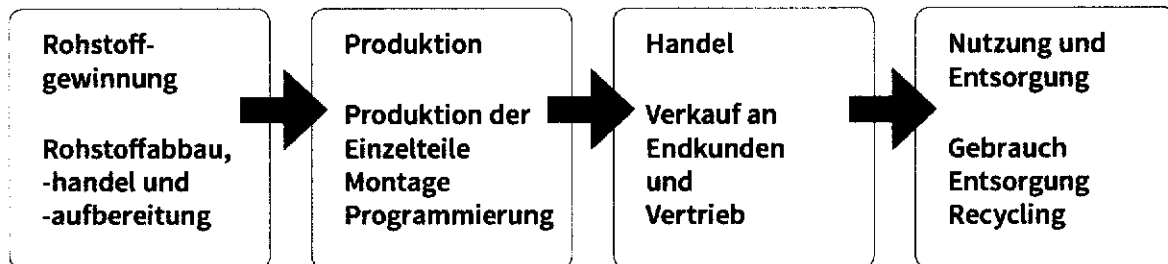 Rohstoff-
gewinnung
Rohstoffabbau,
-handel und
-aufbereitung
Produktion
Produktion der
Einzelteile
Montage
Programmierung
Handel
Verkauf an
Endkunden
und
Vertrieb
Nutzung und
Entsorgung
Gebrauch
Entsorgung
Recycling